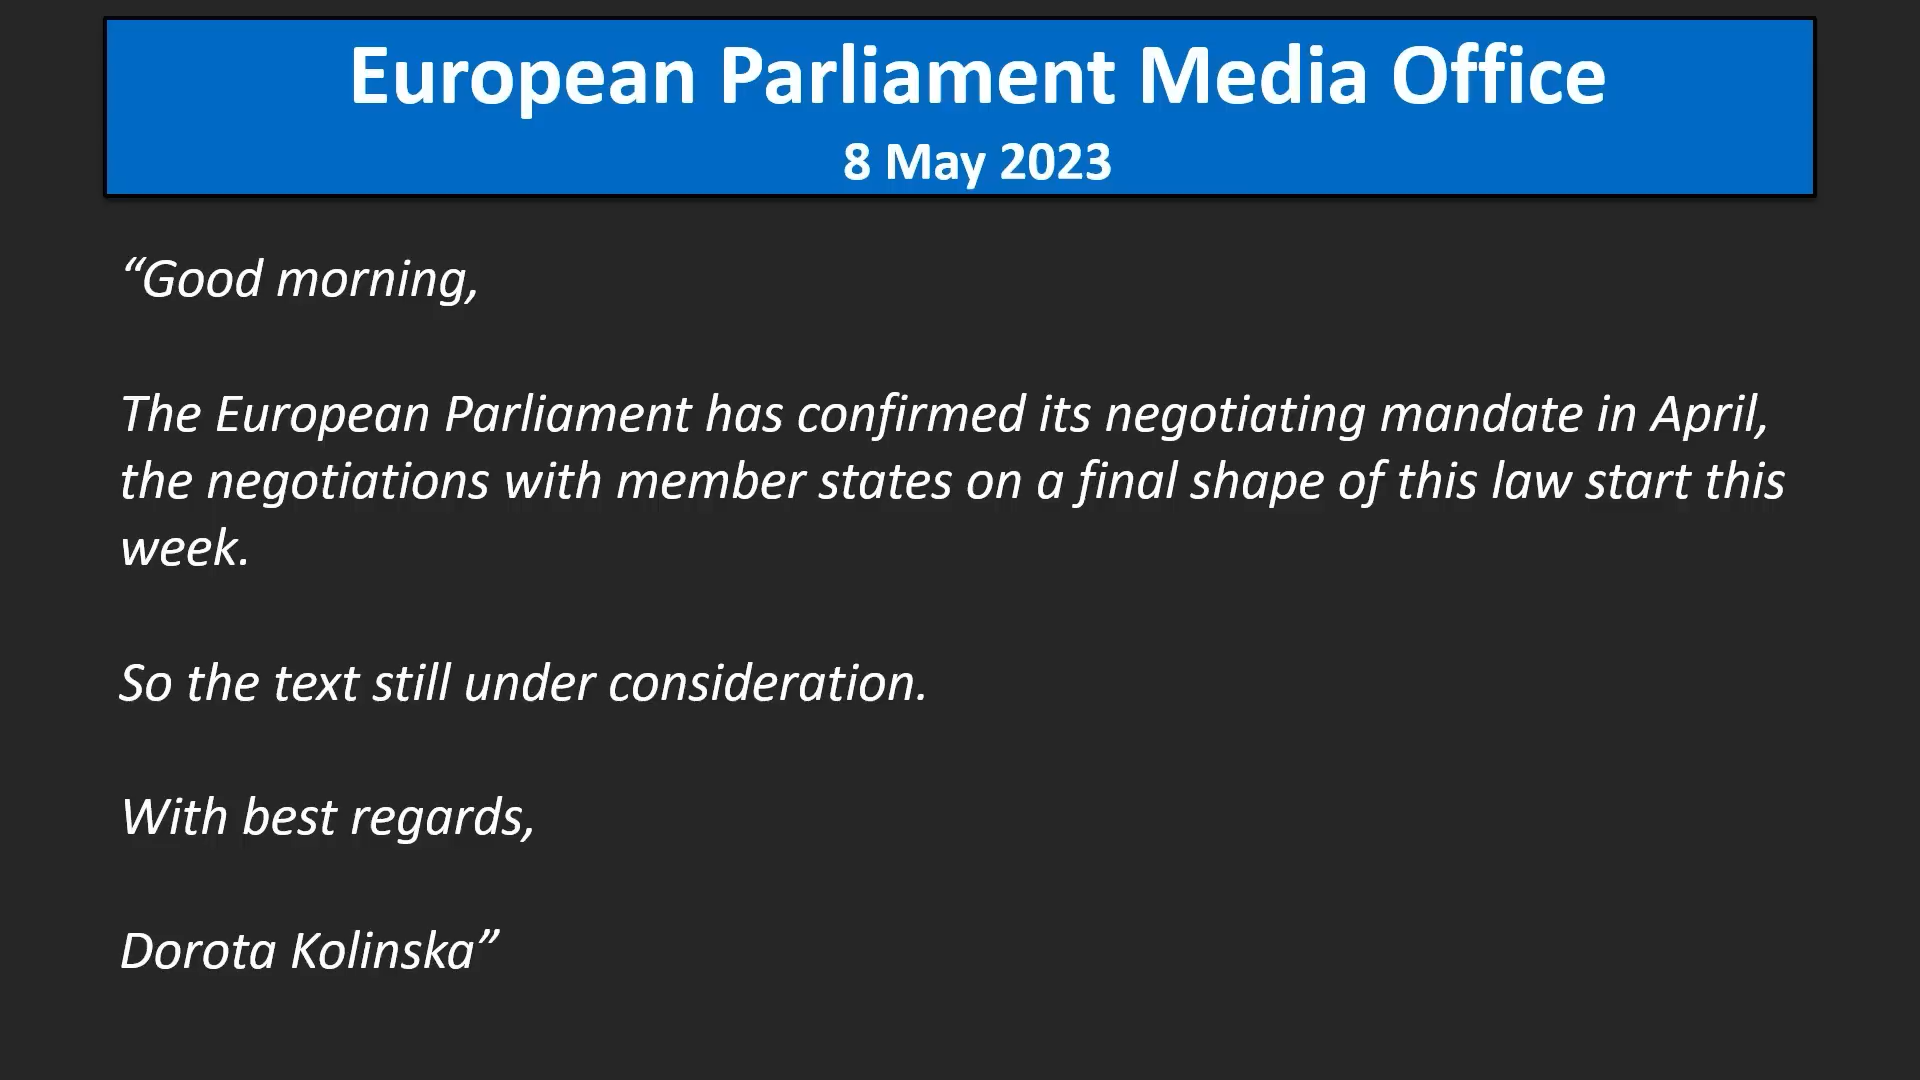 European Parliament Media Office
8 May 2023
“Good morning,
The European Parliament has confirmed its negotiating mandate in April,
the negotiations with member states on a final shape of this law start this
week.
So the text still under consideration.
With best regards,
Dorota Kolinska”